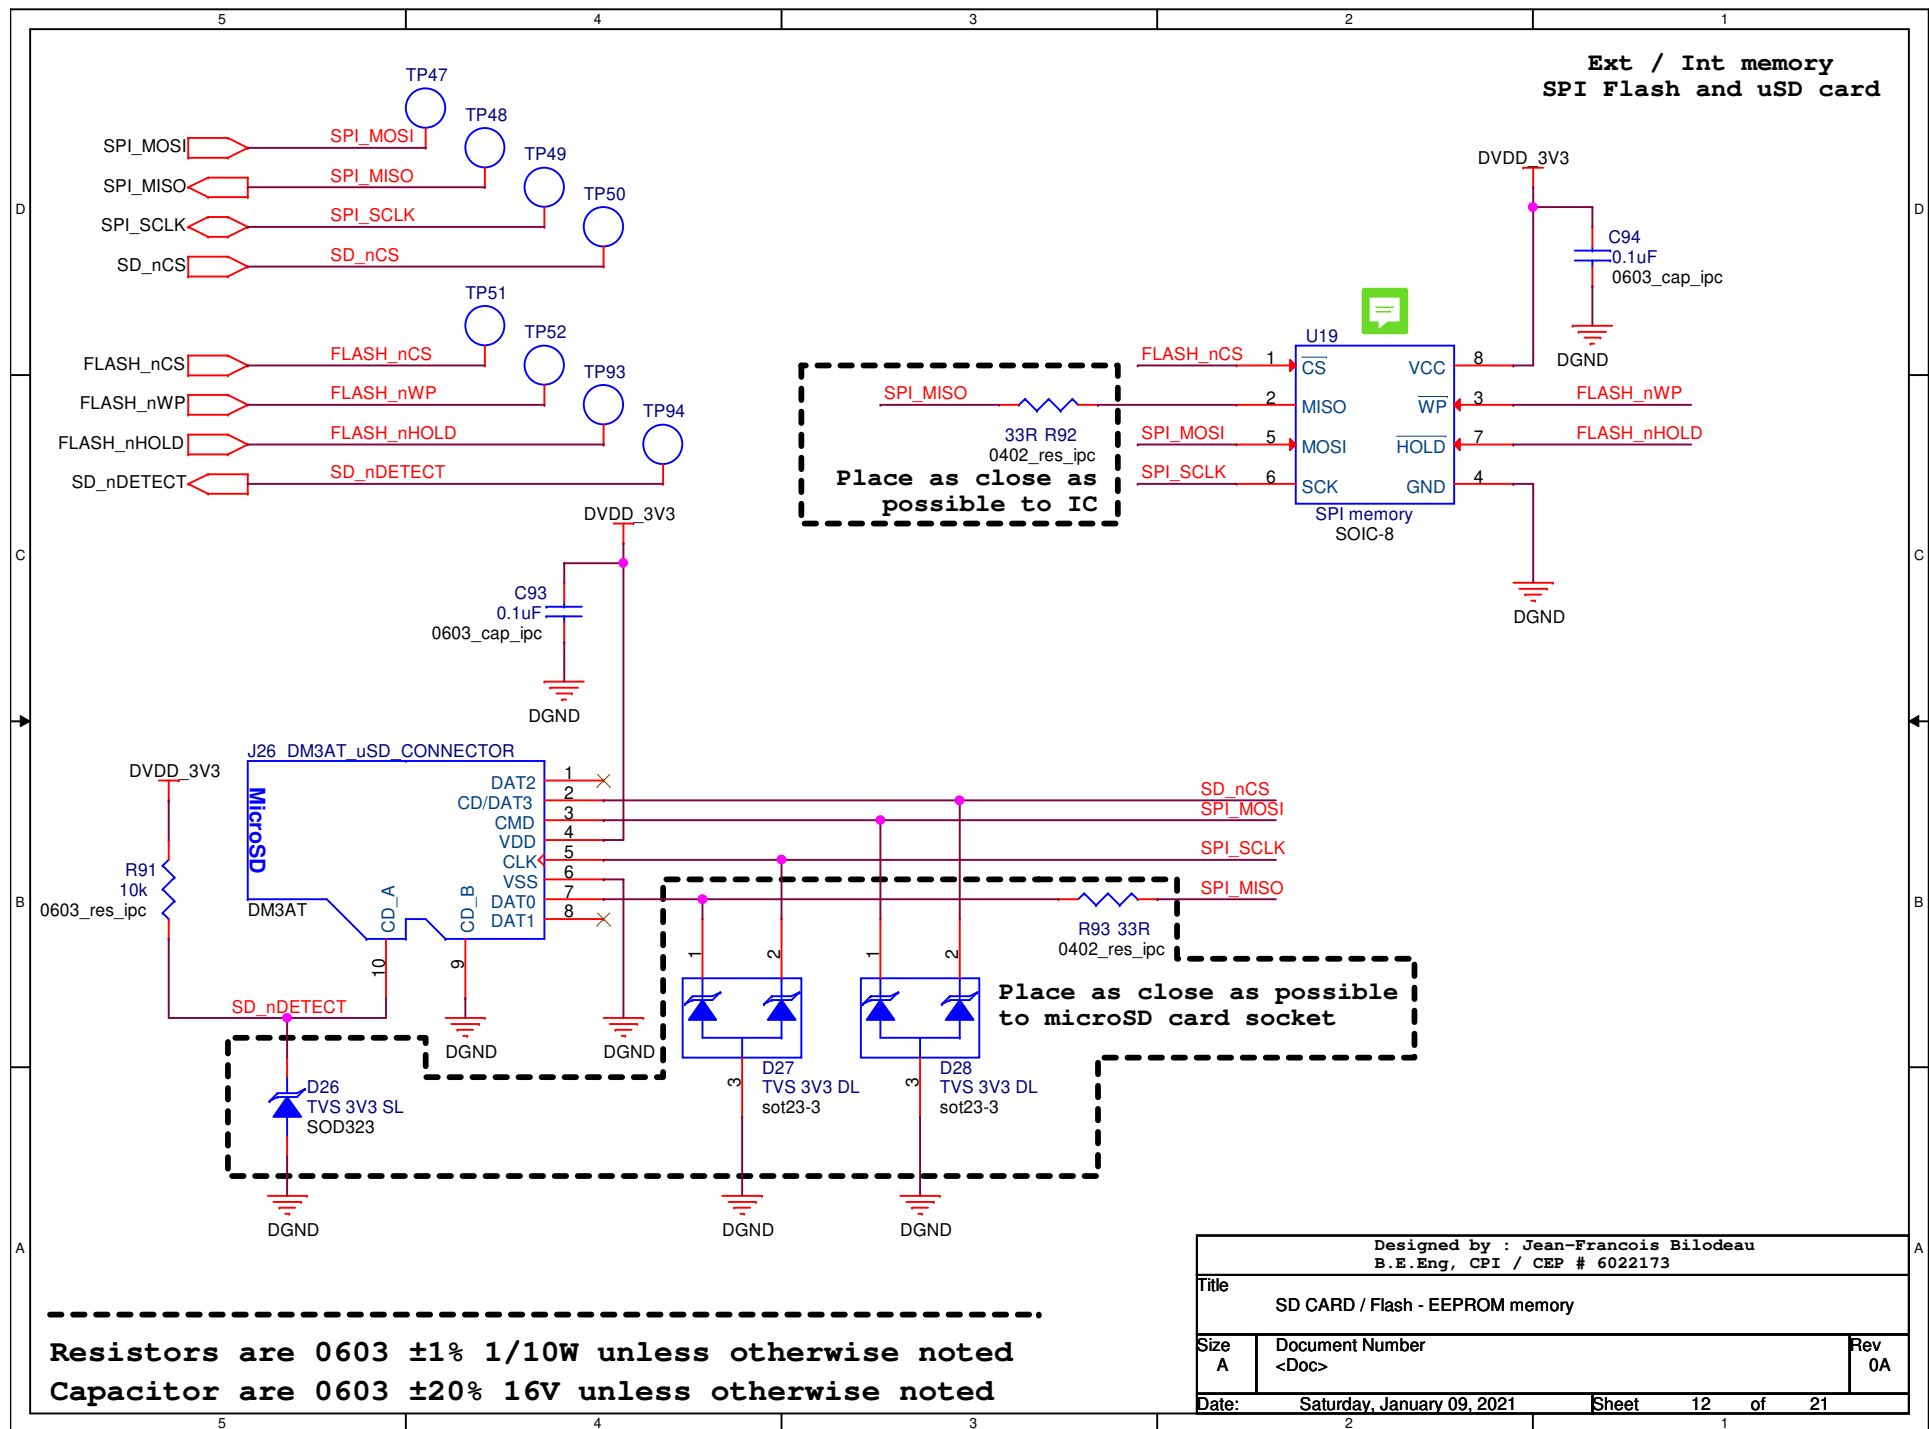 5 4 3 2 1
Ext / Int memory
SPI Flash and uSD card
TP47
TP48
TP49
TP50
SPI_MOSI SPI_MOSI
SPI_MISO SPI_MISO
SPI_SCLK SPI_SCLK
SD_nCS SD_nCS
D D
TP51
TP52
TP93
TP94
FLASH_nCS FLASH_nCS
FLASH_nWP FLASH_nWP
FLASH_nHOLD FLASH_nHOLD
SD_nDETECT SD_nDETECT
DVDD_3V3
C94
0.1uF
0603_cap_ipc
DGND
U19
FLASH_nCS 1 CS VCC 8
SPI_MISO 2 MISO WP 3 FLASH_nWP
33R R92
0402_res_ipc
SPI_MOSI 5 MOSI HOLD 7 FLASH_nHOLD
SPI_SCLK 6 SCK GND 4
Place as close as
possible to IC
SPI memory
SOIC-8
DGND
C C
DVDD_3V3
C93
0.1uF
0603_cap_ipc
DGND
J26 DM3AT_uSD_CONNECTOR
DVDD_3V3
MicroSD
DAT2 1
CD/DAT3 2 SD_nCS
CMD 3 SPI_MOSI
VDD 4
CLK 5 SPI_SCLK
VSS 6
DAT0 7 SPI_MISO
DAT1 8
R91
10k
0603_res_ipc
DM3AT
CD_A
CD_B
10
9
B B
R93 33R
0402_res_ipc
1 2 1 2
SD_nDETECT
DGND
DGND
Place as close as possible
to microSD card socket
D26
TVS 3V3 SL
SOD323
3
D27
TVS 3V3 DL
sot23-3
3
D28
TVS 3V3 DL
sot23-3
DGND
DGND
DGND
A A
Designed by : Jean-Francois Bilodeau
B.E.Eng, CPI / CEP # 6022173
Title
SD CARD / Flash - EEPROM memory
Size
A
Document Number
<Doc>
Rev
0A
Date: Saturday, January 09, 2021 Sheet 12 of 21
Resistors are 0603 ±1% 1/10W unless otherwise noted
Capacitor are 0603 ±20% 16V unless otherwise noted
5 4 3 2 1